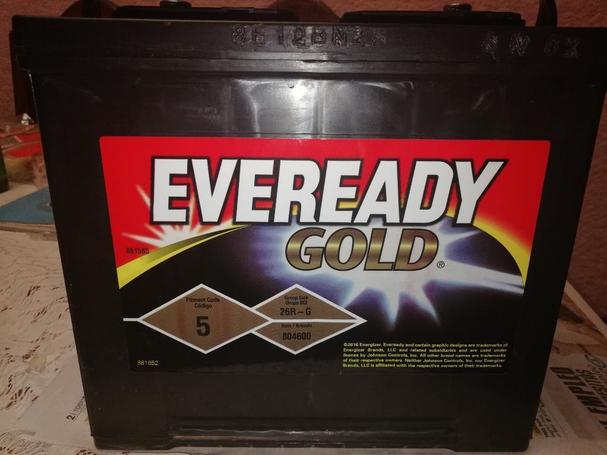 EVEREADY
GOLD®
881585
Fitment Code
Código
5
Group Size
Grupo BCI
26R-G
Item / Artículo
804600
©2016 Energizer. Eveready and certain graphic designs are trademarks of
Energizer Brands, LLC and related subsidiaries and are used under
license by Johnson Controls, Inc. All other brand names are trademarks
of their respective owners. Neither Johnson Controls, Inc. nor Energizer
Brands, LLC is affiliated with the respective owners of their trademarks.
881852